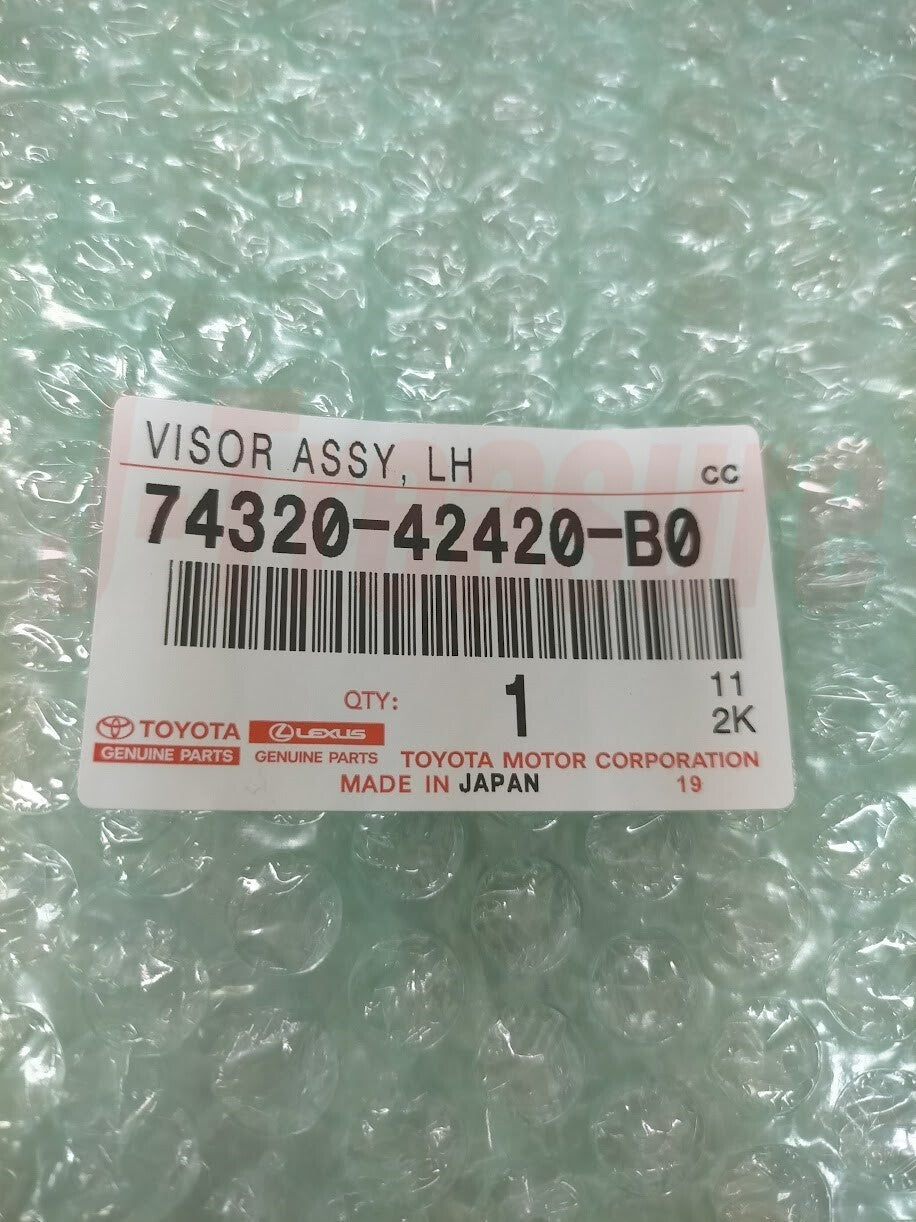 VISOR ASSY, LH
CC
74320-42420-B0
QTY: 1
11
2K
TOYOTA
GENUINE PARTS
LEXUS
GENUINE PARTS
TOYOTA MOTOR CORPORATION
MADE IN JAPAN
19